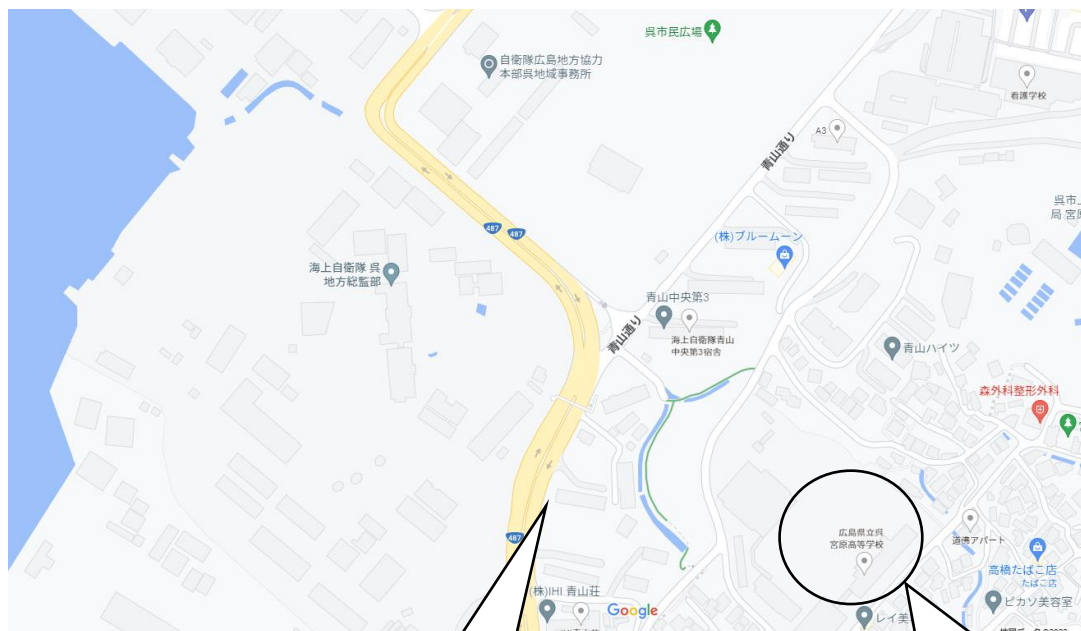 呉市民広場
自衛隊広島地方協力
本部呉地域事務所
看護学校
A3
青山通り
呉市上
局 宮原
(株)ブルームーン
487
487
海上自衛隊 呉
地方総監部
青山中央第3
海上自衛隊青山
中央第3宿舎
青山通り
青山ハイツ
森外科整形外科
広島県立呉
宮原高等学校
道佛アパート
487
高橋たばこ店
たばこ店
(株)IHI 青山荘
Google
レイ美
ピカソ美容室